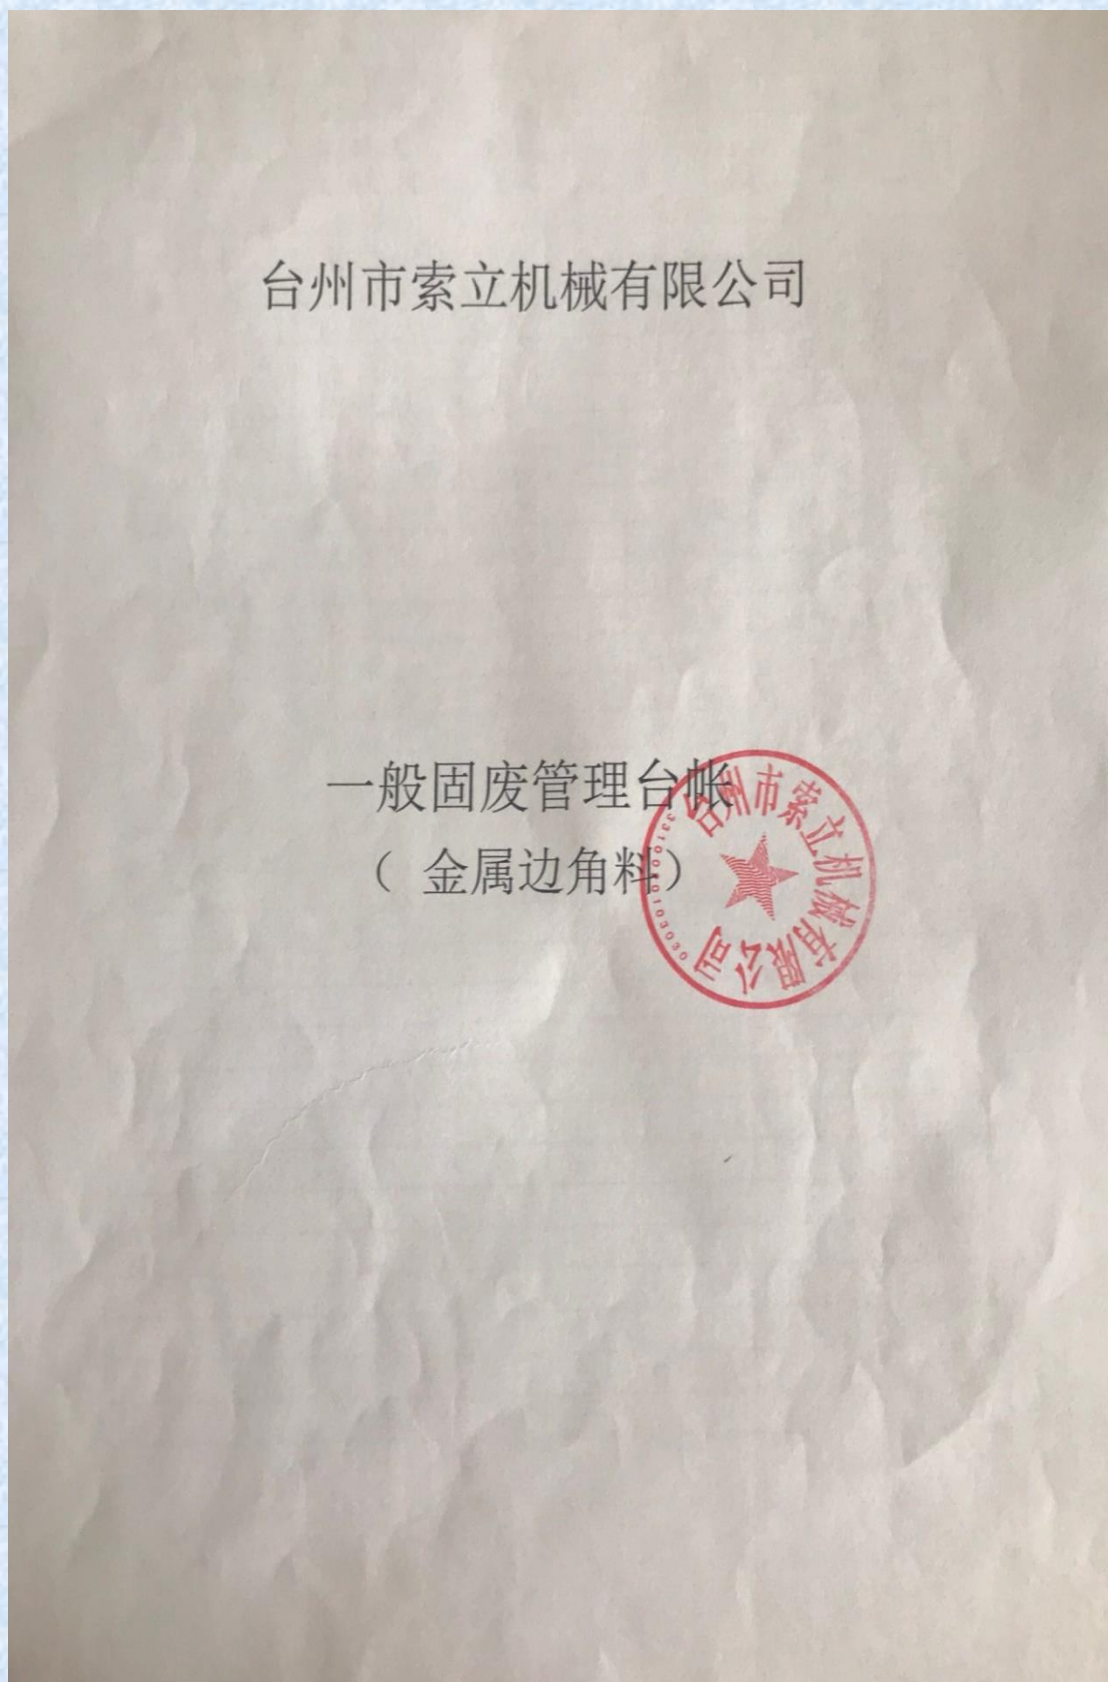 台州市索立机械有限公司
一般固废管理台帐
（ 金属边角料）
台州市索立机械有限公司